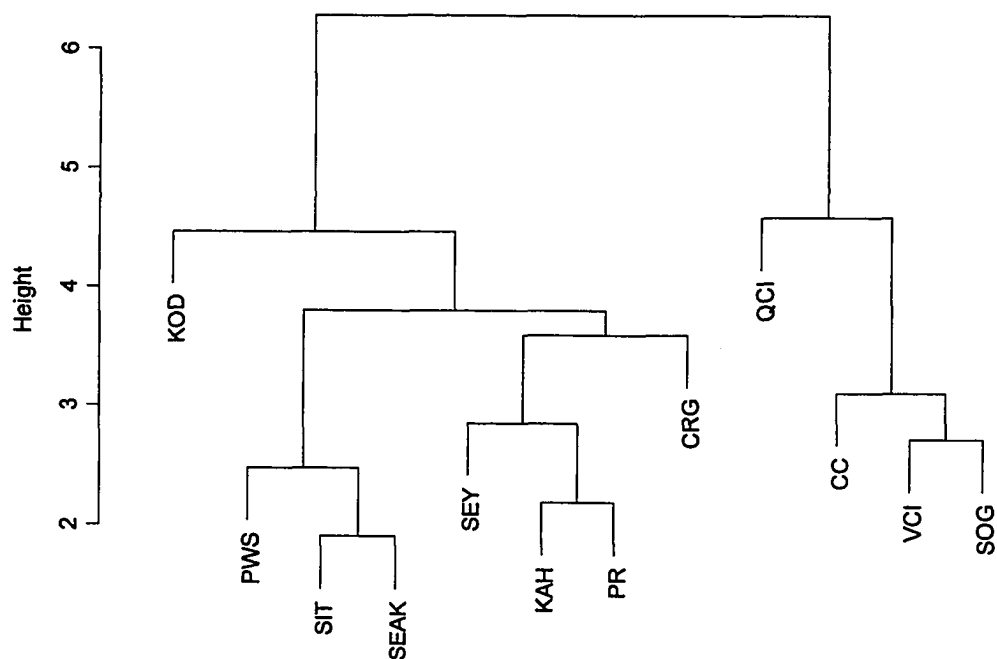 Height
6
5
4
3
2
KOD
QCI
CRG
CC
SEY
VCI
SOG
PWS
KAH
PR
SIT
SEAK